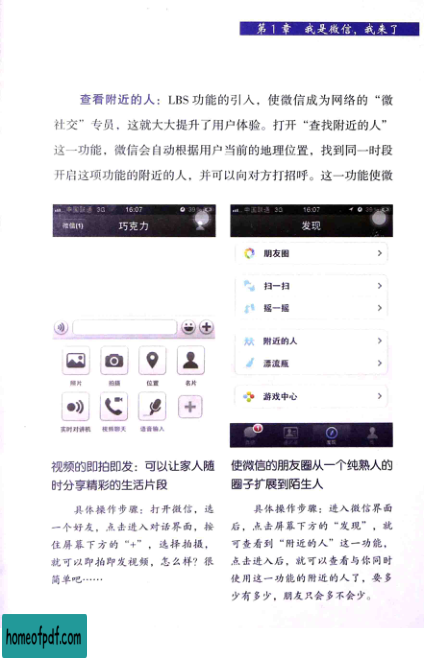 第1章 我是微信，我来了
查看附近的人：LBS 功能的引入，使微信成为网络的“微
社交”专员，这就大大提升了用户体验。打开“查找附近的人”
这一功能，微信会自动根据用户当前的地理位置，找到同一时段
开启这项功能的附近的人，并可以向对方打招呼。这一功能使微
中国联通 3G 16:07
微信(1) 巧克力
照片 拍摄 位置 名片
实时对讲机 视频聊天 语音输入
视频的即拍即发：可以让家人随
时分享精彩的生活片段
具体操作步骤：打开微信，选
一个好友，点击进入对话界面，按
住屏幕下方的“+”，选择拍摄，
就可以即拍即发视频，怎么样？很
简单吧……
中国联通 3G 16:07
发现
朋友圈
扫一扫
摇一摇
附近的人
漂流瓶
游戏中心
发现
使微信的朋友圈从一个纯熟人的
圈子扩展到陌生人
具体操作步骤：进入微信界面
后，点击屏幕下方的“发现”，就
可查看到“附近的人”这一功能，
点击进入后，就可以查看与你同时
使用这一功能的附近的人了，要多
少有多少，朋友只会多不会少。
homeofpdf.com